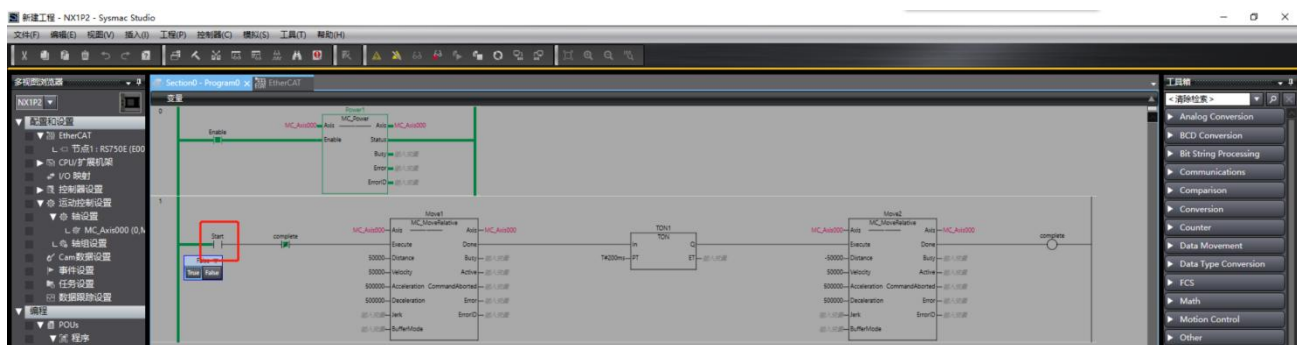 新建工程 - NX1P2 - Sysmac Studio
文件(F) 编辑(E) 视图(V) 插入(I) 工程(P) 控制器(C) 模拟(S) 工具(T) 帮助(H)
多视图浏览器
Section0 - Program0 EtherCAT
工具箱
NX1P2
变量
<清除检索>
配置和设置
EtherCAT
节点1 : RS750E (E00
CPU/扩展机架
I/O 映射
控制器设置
运动控制设置
轴设置
MC_Axis000 (0,M
轴组设置
Cam数据设置
事件设置
任务设置
数据跟踪设置
编程
POUs
程序
0
Power1
MC_Power
Enable
MC_Axis000 Axis Axis MC_Axis000
Enable Status
Busy
Error
ErrorID
1
Start
complete
False
True False
Move1
MC_MoveRelative
MC_Axis000 Axis Axis MC_Axis000
Execute Done
50000 Distance Busy
50000 Velocity Active
500000 Acceleration CommandAborted
500000 Deceleration Error
Jerk ErrorID
BufferMode
TON1
TON
In Q
T#200ms PT ET
Move2
MC_MoveRelative
MC_Axis000 Axis Axis MC_Axis000
Execute Done
-50000 Distance Busy
50000 Velocity Active
500000 Acceleration CommandAborted
500000 Deceleration Error
Jerk ErrorID
BufferMode
complete
Analog Conversion
BCD Conversion
Bit String Processing
Communications
Comparison
Conversion
Counter
Data Movement
Data Type Conversion
FCS
Math
Motion Control
Other